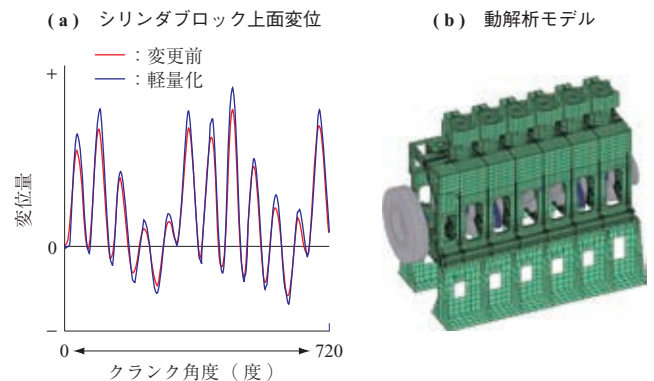 ( a ) シリンダブロック上面変位
— : 変更前
— : 軽量化
+
変位量
0
−
0
720
クランク角度 ( 度 )
( b ) 動解析モデル